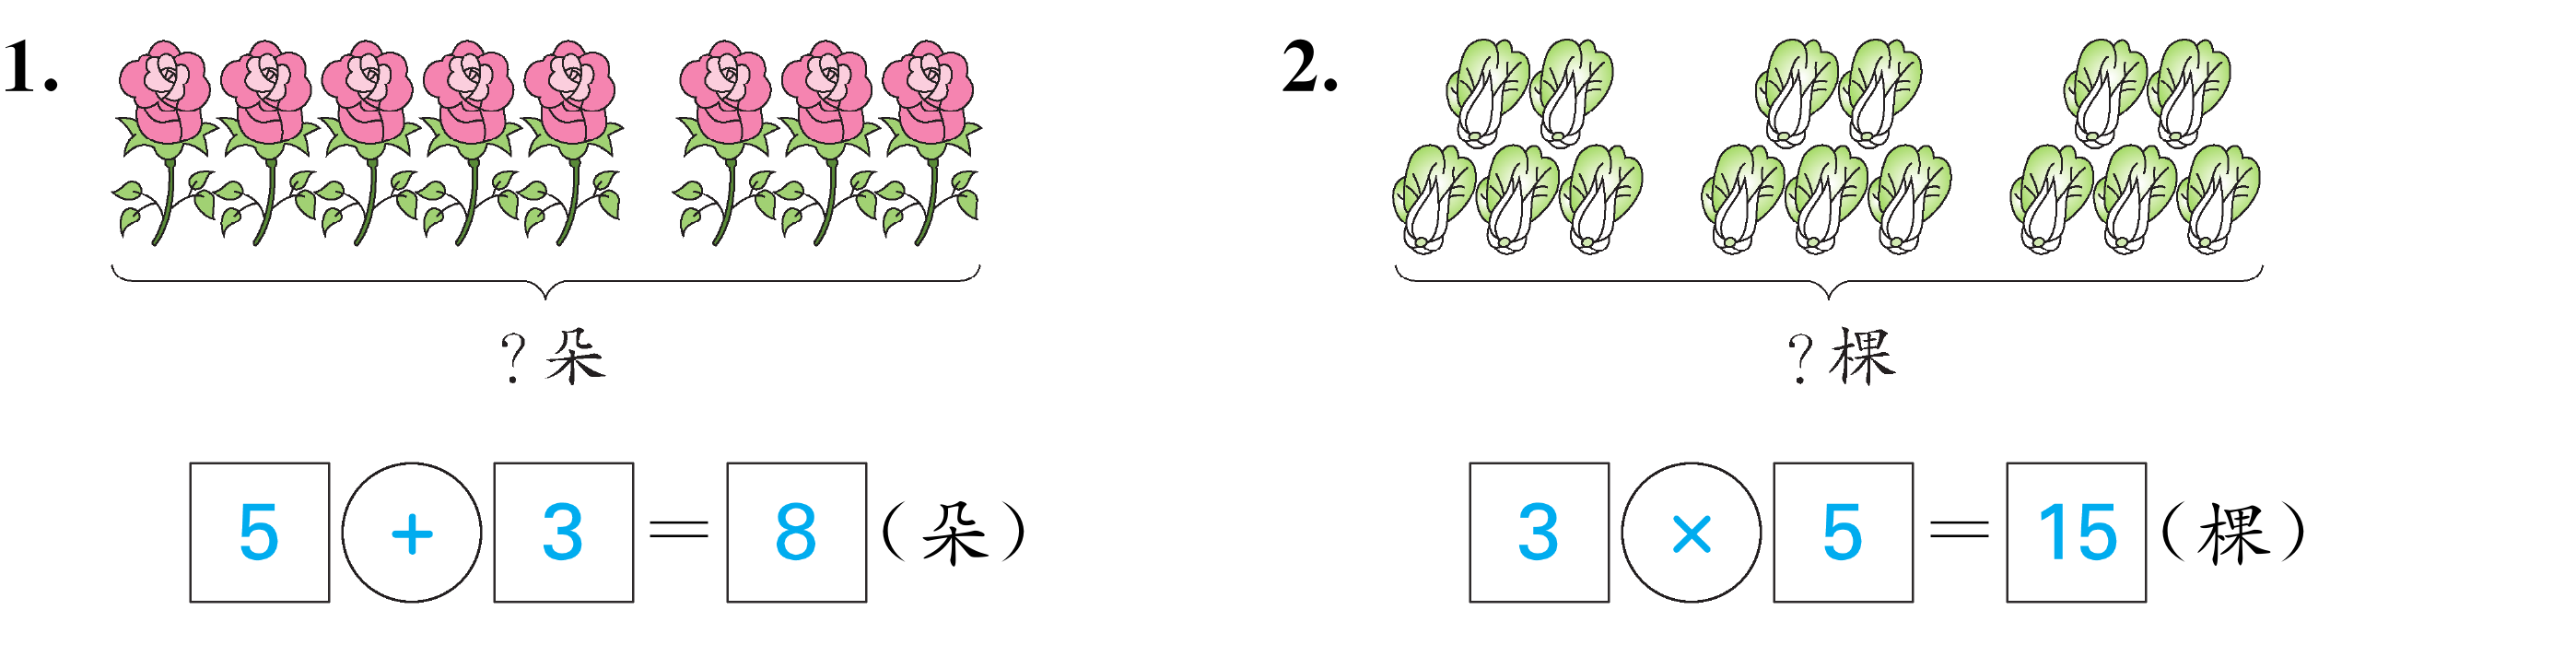 1.
?朵
5 + 3 = 8 (朵)
2.
?棵
3 × 5 = 15 (棵)